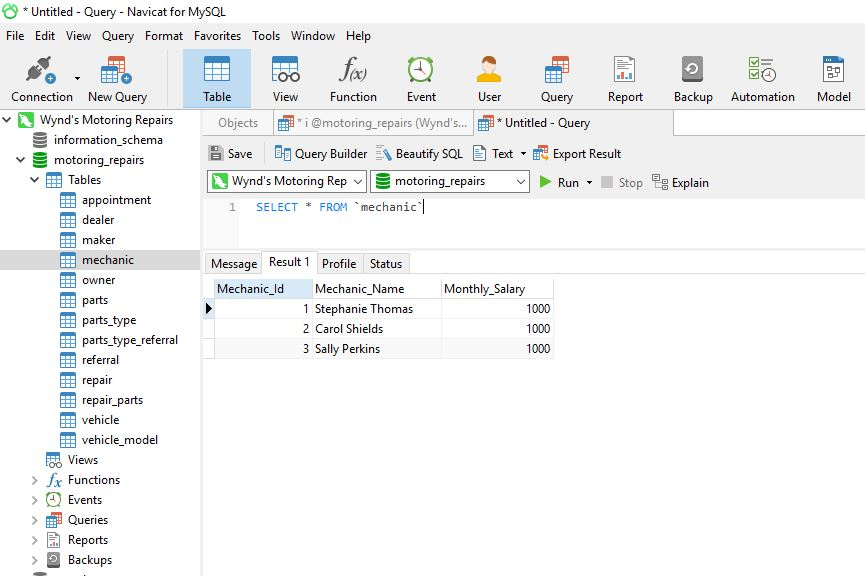 * Untitled - Query - Navicat for MySQL
File Edit View Query Format Favorites Tools Window Help
Connection New Query Table View Function Event User Query Report Backup Automation Model
f(x)
Wynd's Motoring Repairs
information_schema
motoring_repairs
Tables
appointment
dealer
maker
mechanic
owner
parts
parts_type
parts_type_referral
referral
repair
repair_parts
vehicle
vehicle_model
Views
fx Functions
Events
Queries
Reports
Backups
Objects * i @motoring_repairs (Wynd's... * Untitled - Query
Save Query Builder Beautify SQL Text Export Result
Wynd's Motoring Rep motoring_repairs Run Stop Explain
1 SELECT * FROM `mechanic`
Message Result 1 Profile Status
Mechanic_Id Mechanic_Name Monthly_Salary
1 Stephanie Thomas 1000
2 Carol Shields 1000
3 Sally Perkins 1000